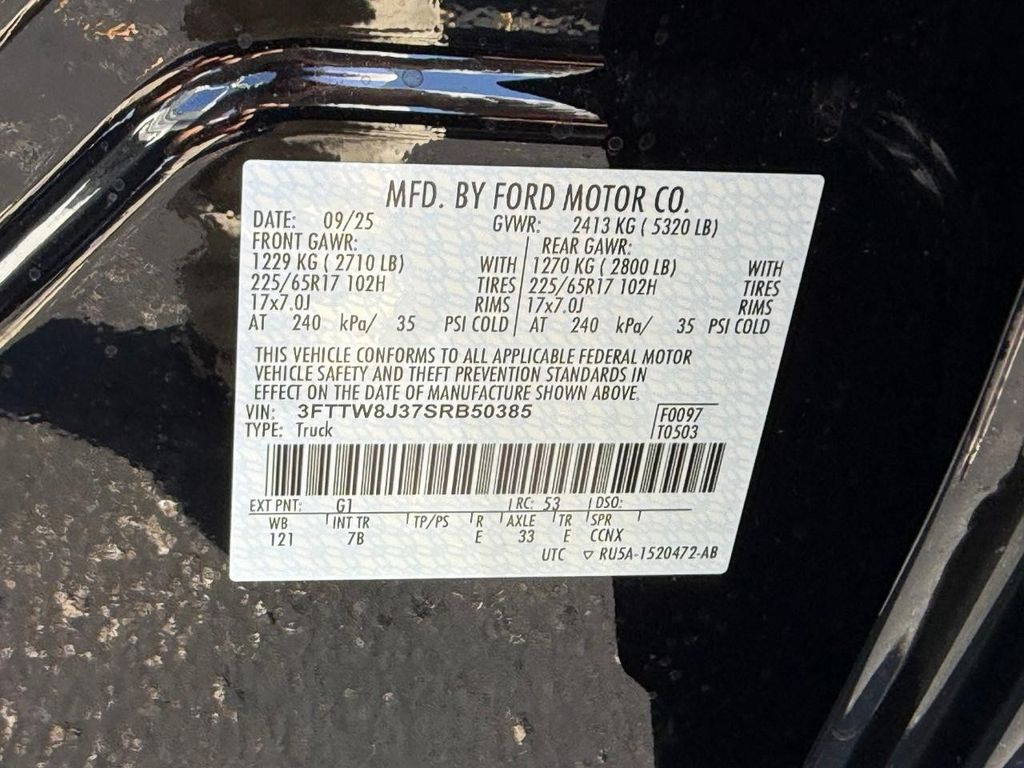 MFD. BY FORD MOTOR CO.
DATE: 09/25 GVWR: 2413 KG ( 5320 LB)
FRONT GAWR: REAR GAWR:
1229 KG ( 2710 LB) WITH 1270 KG ( 2800 LB) WITH
225/65R17 102H TIRES 225/65R17 102H TIRES
17x7.0J RIMS 17x7.0J RIMS
AT 240 kPa/ 35 PSI COLD AT 240 kPa/ 35 PSI COLD
THIS VEHICLE CONFORMS TO ALL APPLICABLE FEDERAL MOTOR
VEHICLE SAFETY AND THEFT PREVENTION STANDARDS IN
EFFECT ON THE DATE OF MANUFACTURE SHOWN ABOVE.
VIN: 3FTTW8J37SRB50385 F0097
TYPE: Truck T0503
EXT PNT: G1 RC: 53 DSO:
WB INT TR TP/PS R AXLE TR SPR
121 7B E 33 E CCNX
UTC ▽ RU5A-1520472-AB